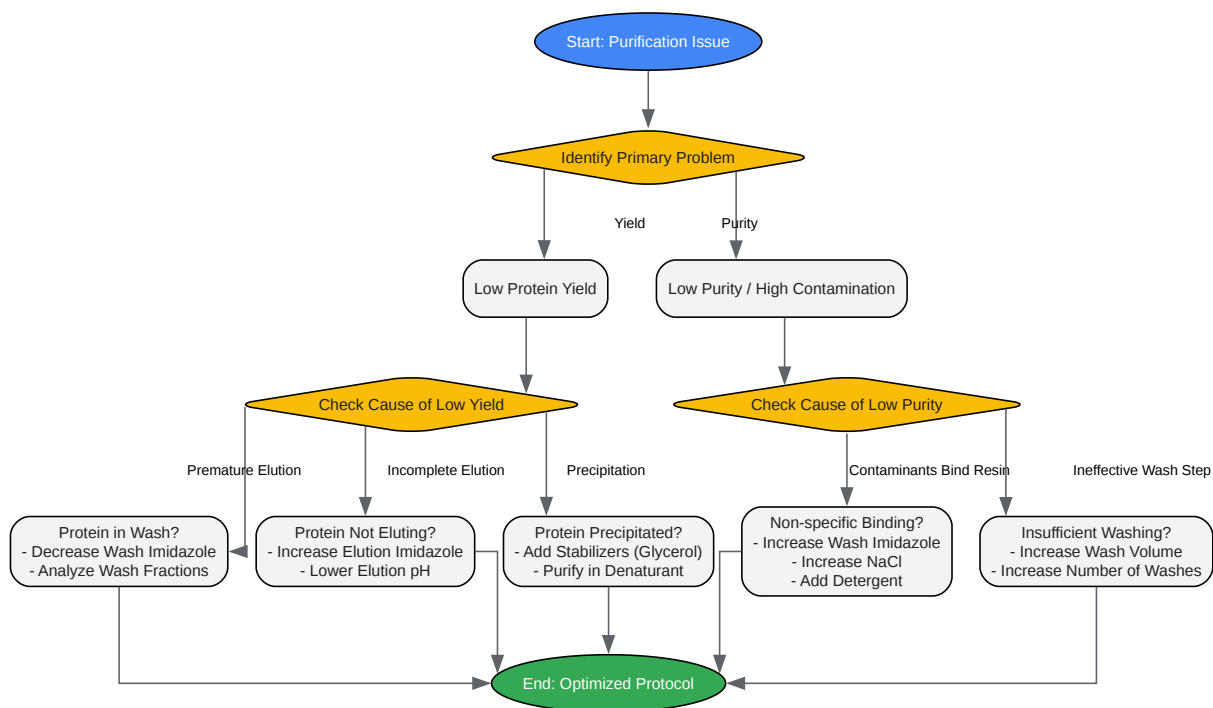 Start: Purification Issue
Identify Primary Problem
Yield
Purity
Low Protein Yield
Low Purity / High Contamination
Check Cause of Low Yield
Check Cause of Low Purity
Premature Elution
Incomplete Elution
Precipitation
Contaminants Bind Resin
Ineffective Wash Step
Protein in Wash?
- Decrease Wash Imidazole
- Analyze Wash Fractions
Protein Not Eluting?
- Increase Elution Imidazole
- Lower Elution pH
Protein Precipitated?
- Add Stabilizers (Glycerol)
- Purify in Denaturant
Non-specific Binding?
- Increase Wash Imidazole
- Increase NaCl
- Add Detergent
Insufficient Washing?
- Increase Wash Volume
- Increase Number of Washes
End: Optimized Protocol